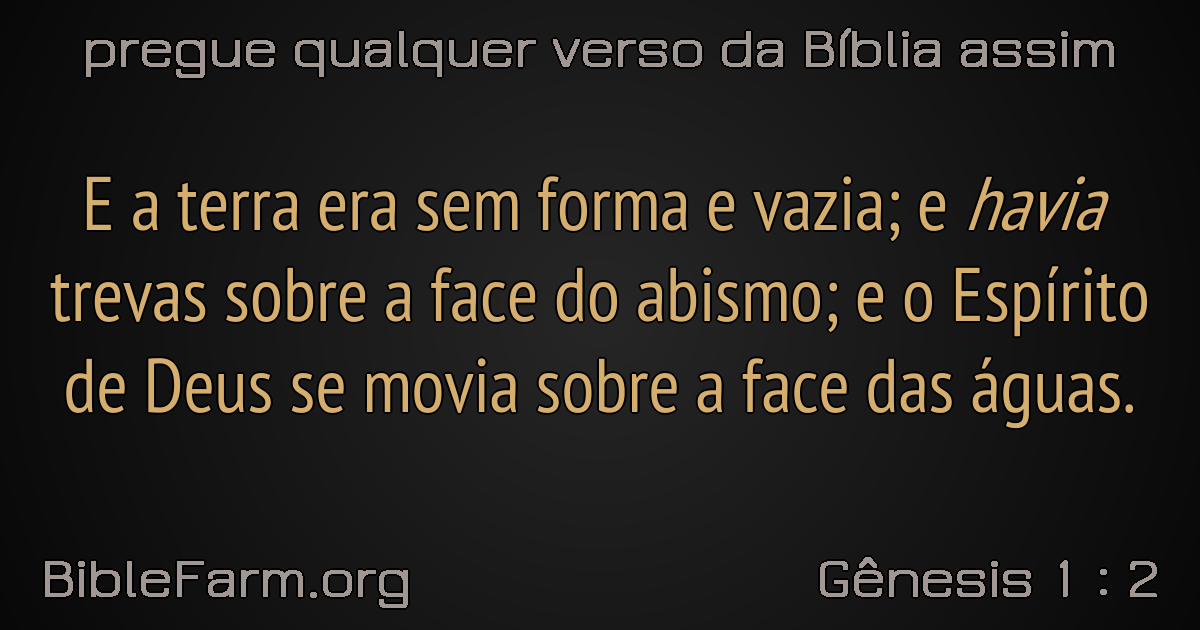 pregue qualquer verso da Bíblia assim
E a terra era sem forma e vazia; e havia
trevas sobre a face do abismo; e o Espírito
de Deus se movia sobre a face das águas.
BibleFarm.org
Gênesis 1 : 2